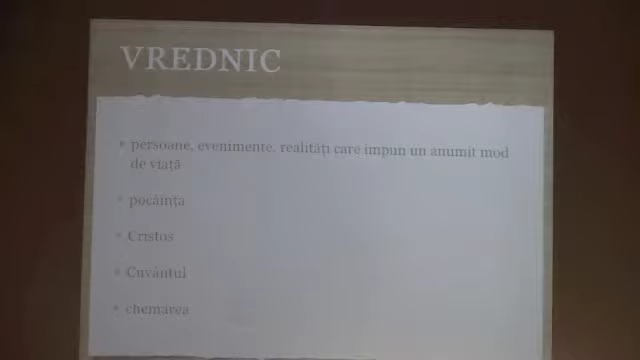 VREDNIC
persoane, evenimente. realități care impun un anumit mod
de viață
pocăința
Cristos
Cuvântul
chemarea